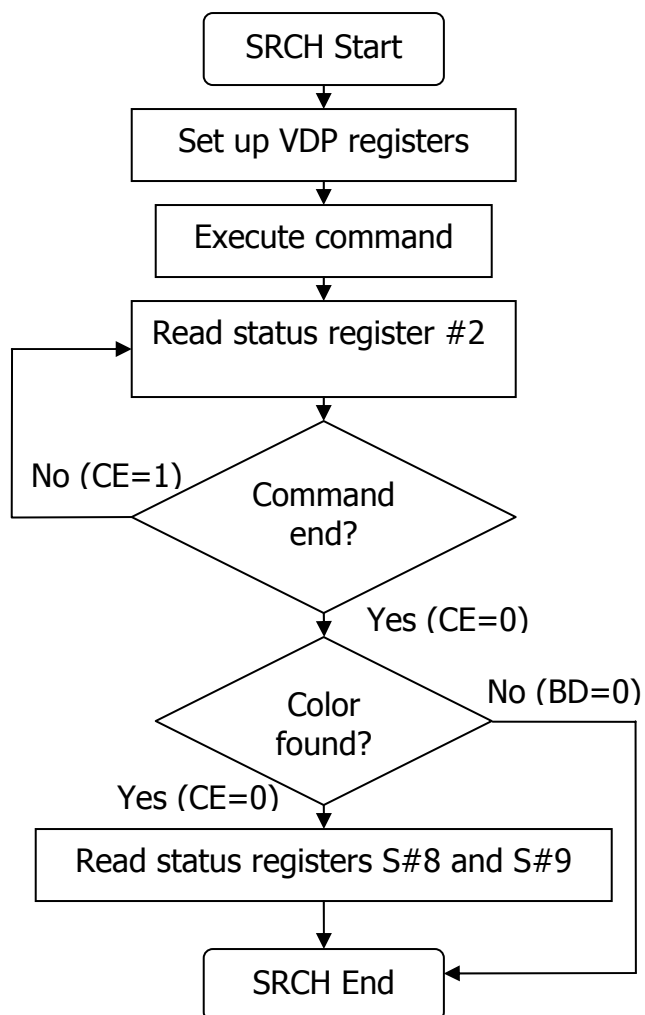 SRCH Start
Set up VDP registers
Execute command
Read status register #2
No (CE=1)
Command
end?
Yes (CE=0)
No (BD=0)
Color
found?
Yes (CE=0)
Read status registers S#8 and S#9
SRCH End